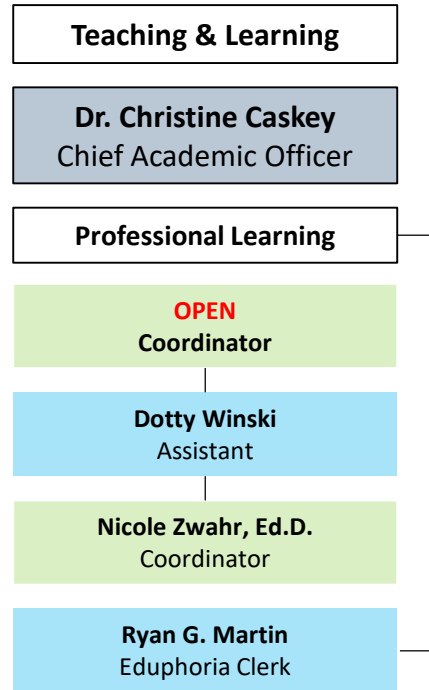 Teaching & Learning
Dr. Christine Caskey
Chief Academic Officer
Professional Learning
OPEN
Coordinator
Dotty Winski
Assistant
Nicole Zwahr, Ed.D.
Coordinator
Ryan G. Martin
Eduphoria Clerk